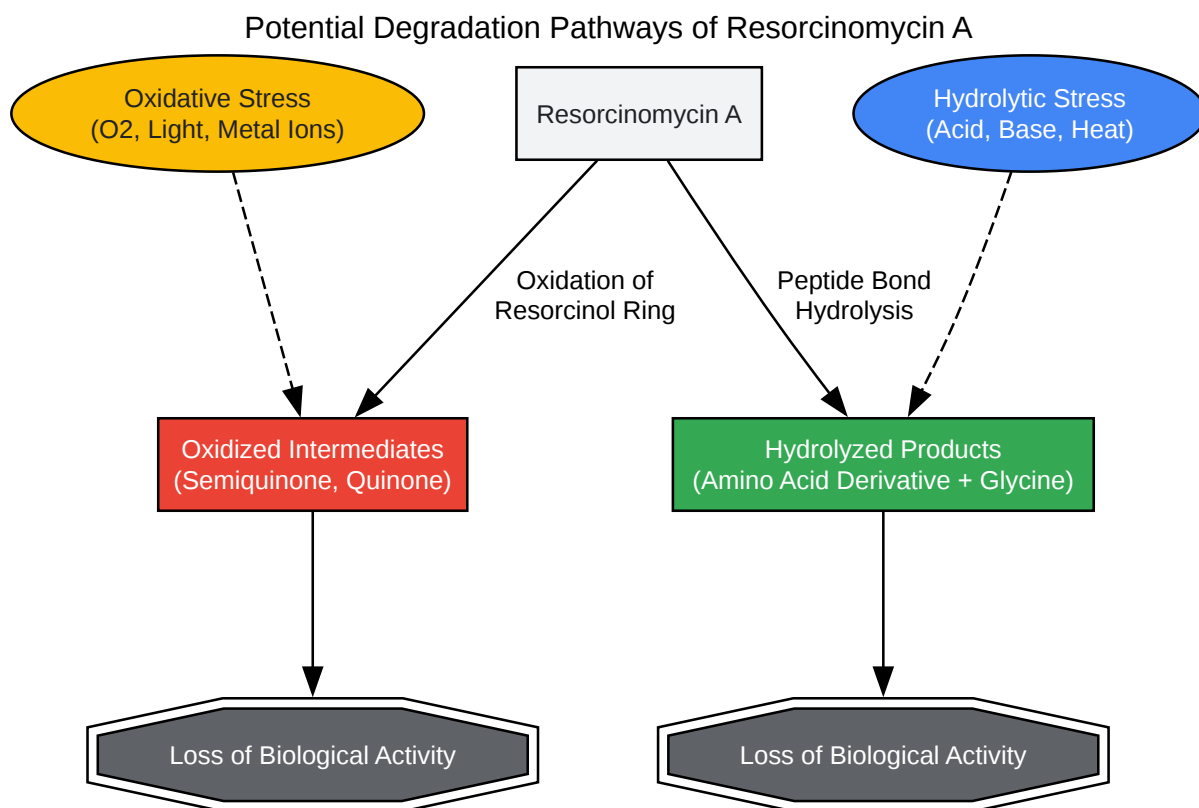 Potential Degradation Pathways of Resorcinomycin A
Oxidative Stress
(O2, Light, Metal Ions)
Resorcinomycin A
Hydrolytic Stress
(Acid, Base, Heat)
Oxidation of
Resorcinol Ring
Peptide Bond
Hydrolysis
Oxidized Intermediates
(Semiquinone, Quinone)
Hydrolyzed Products
(Amino Acid Derivative + Glycine)
Loss of Biological Activity
Loss of Biological Activity